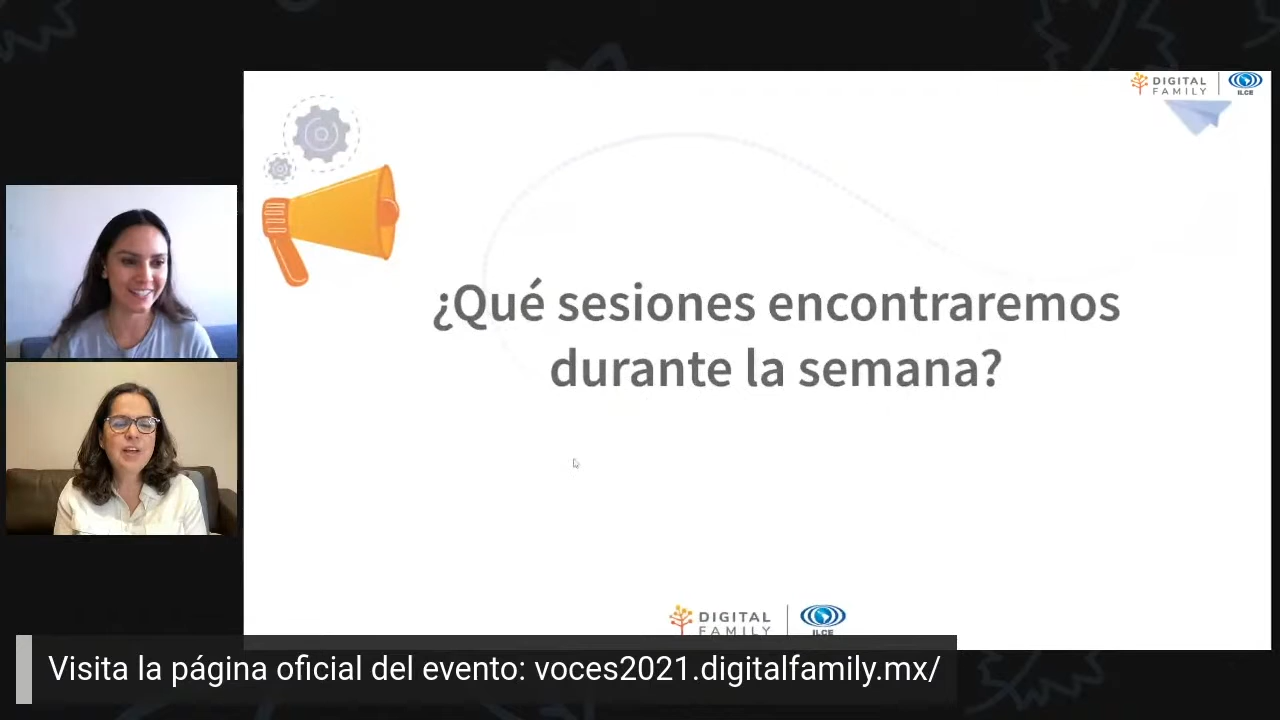 DIGITAL
FAMILY
ILCE
¿Qué sesiones encontraremos
durante la semana?
DIGITAL
FAMILY
ILCE
Visita la página oficial del evento: voces2021.digitalfamily.mx/